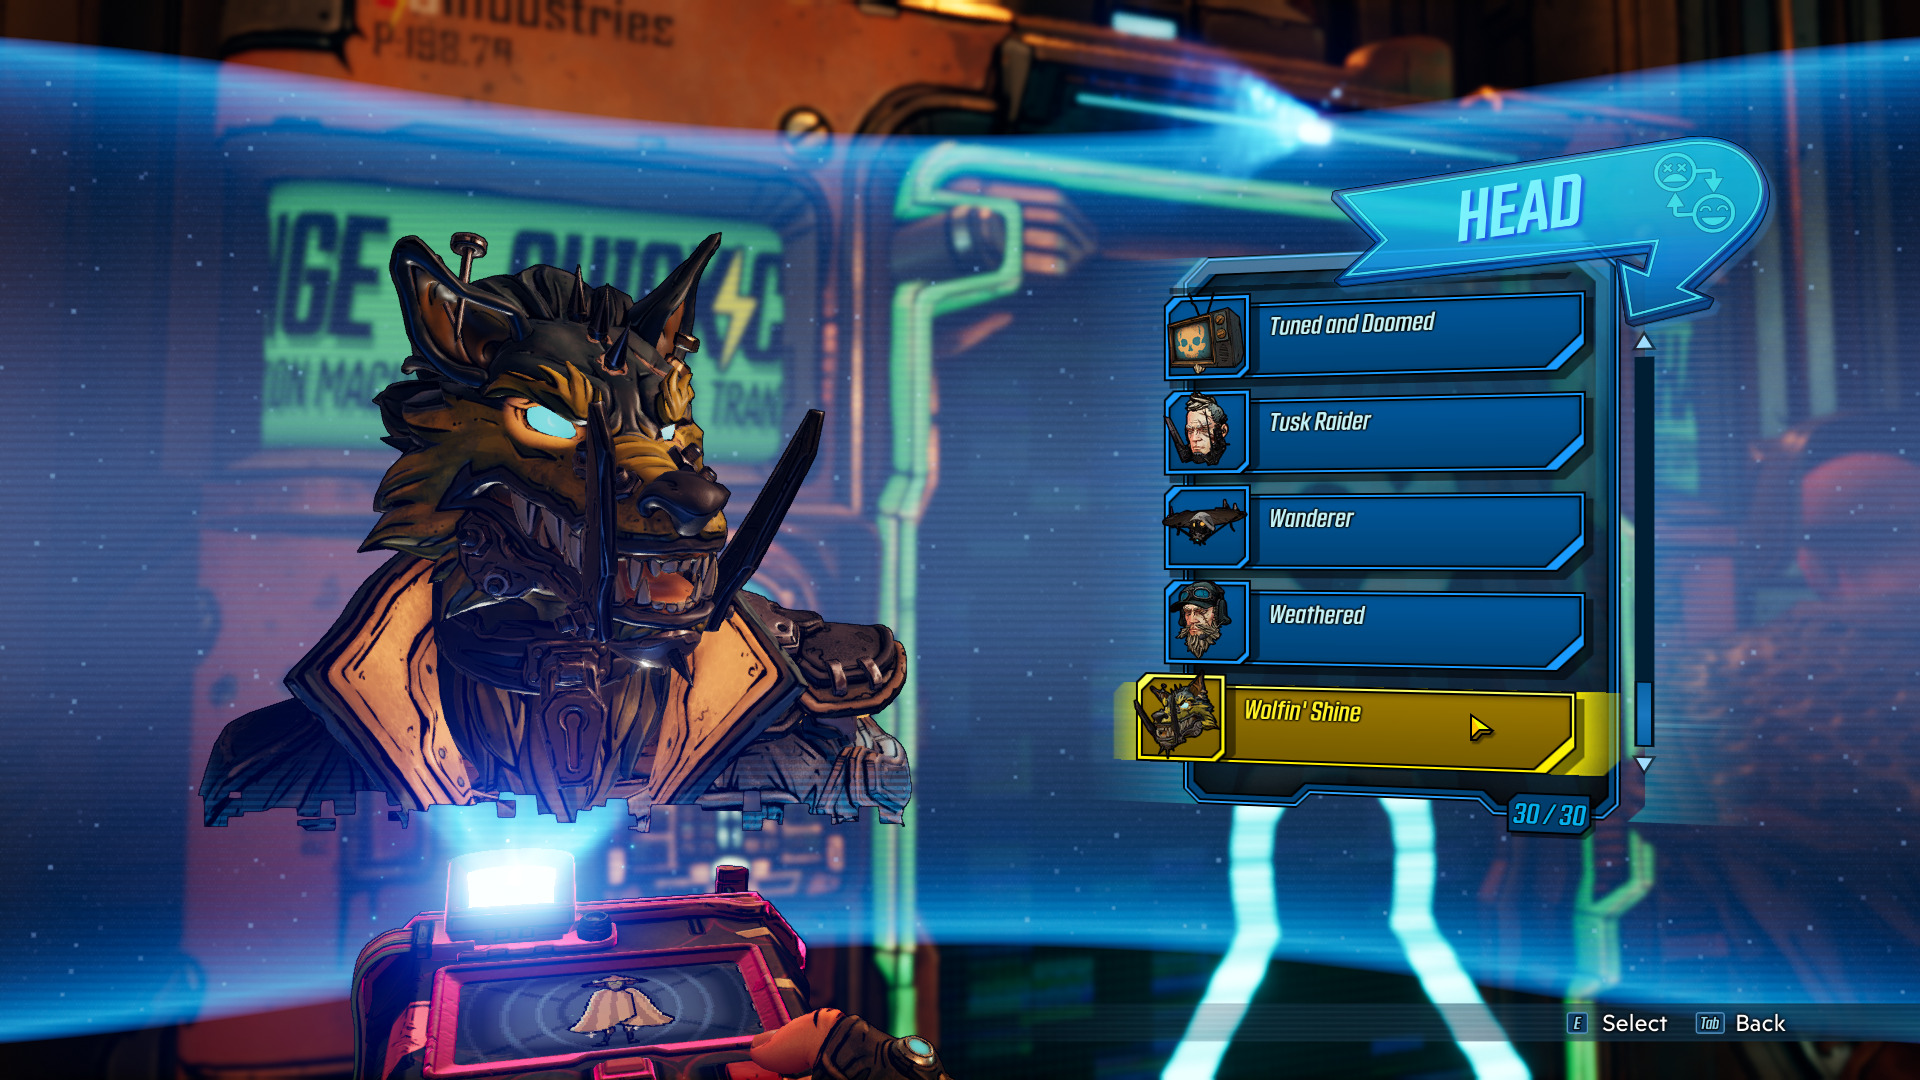 Industries
P-198.79
HEAD
Tuned and Doomed
Tusk Raider
Wanderer
Weathered
Wolfin' Shine
30 / 30
E Select Tab Back